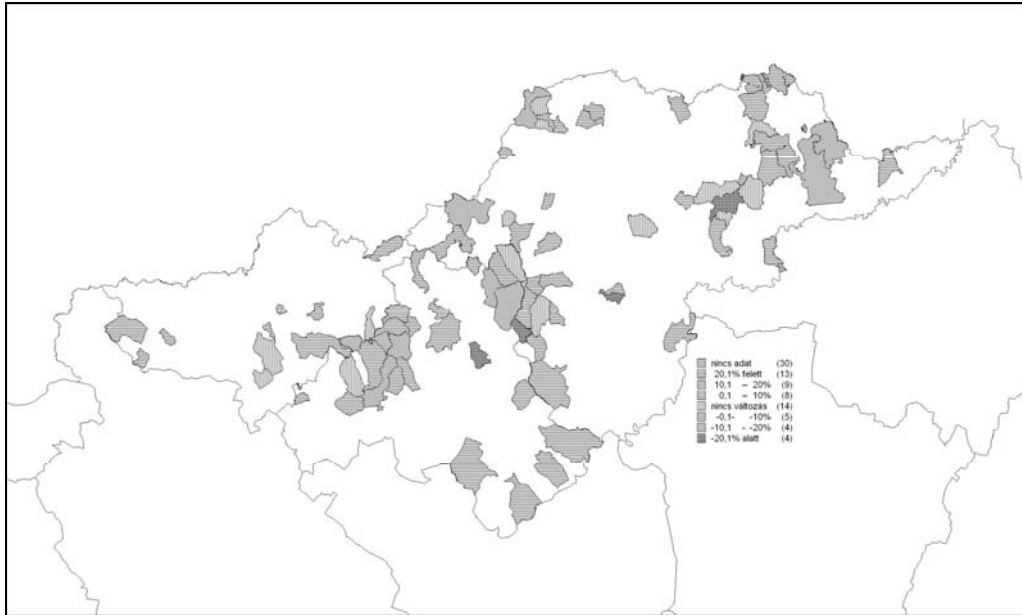 nincs adat (30)
20,1% felett (13)
10,1 – 20% (9)
0,1 – 10% (8)
nincs változás (14)
-0,1- -10% (5)
-10,1 - -20% (4)
-20,1% alatt (4)